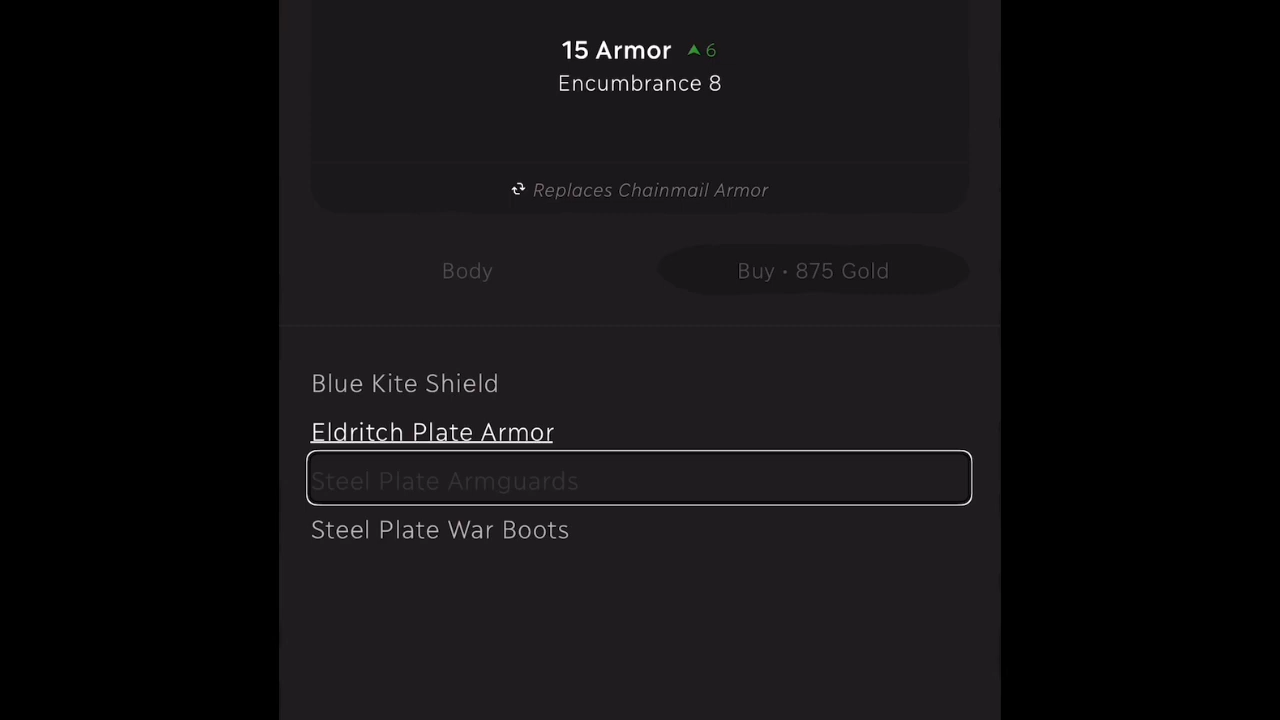 15 Armor ▲ 6
Encumbrance 8
Replaces Chainmail Armor
Body
Buy • 875 Gold
Blue Kite Shield
Eldritch Plate Armor
Steel Plate Armguards
Steel Plate War Boots